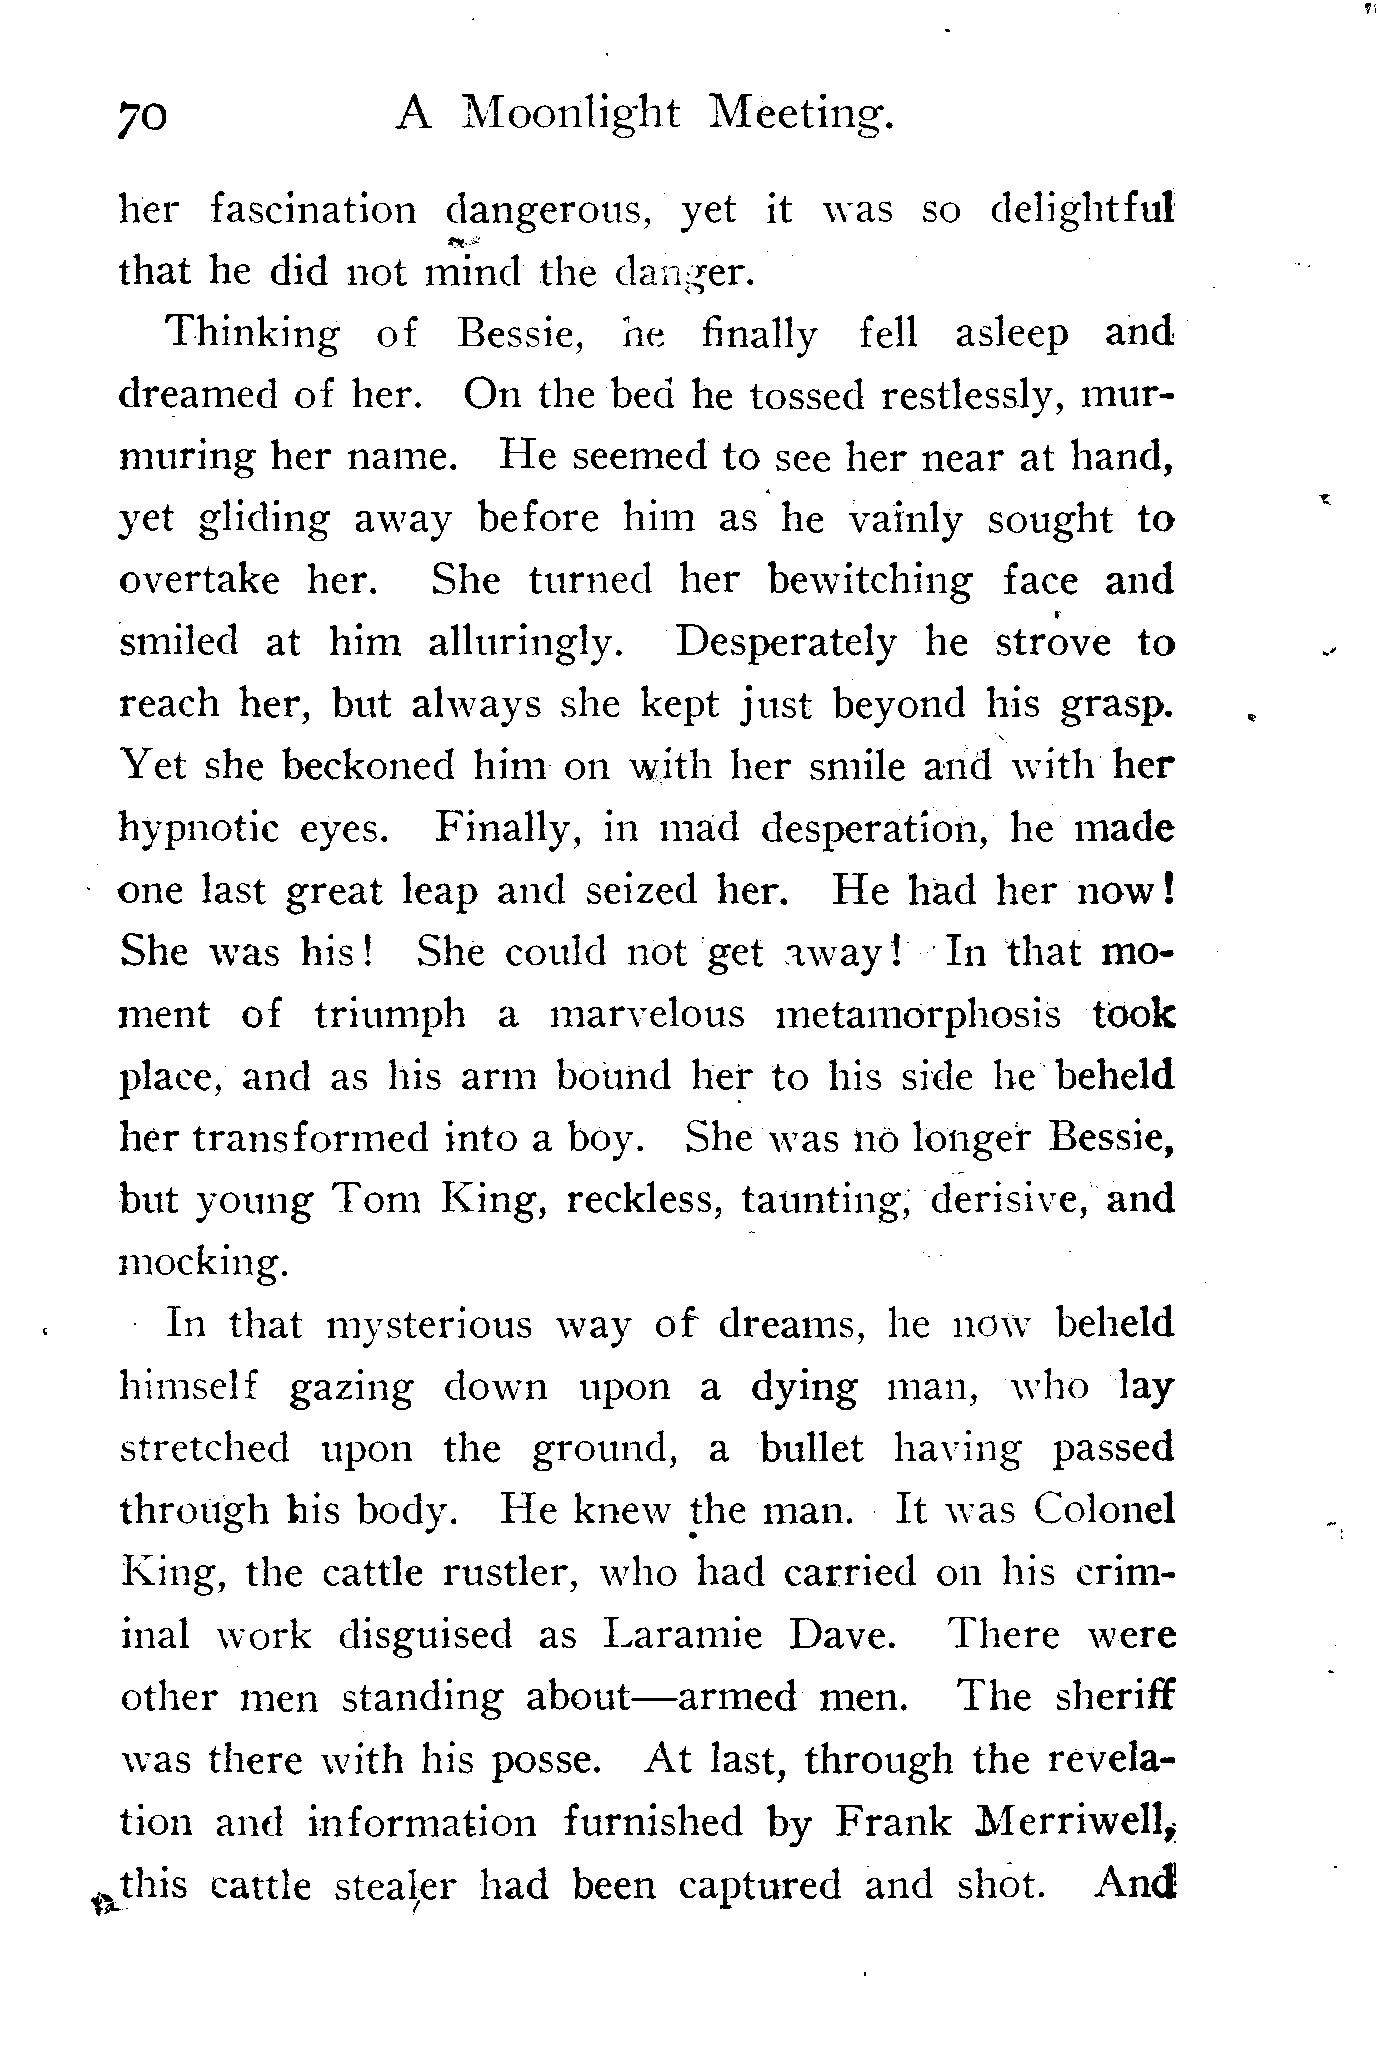 70 A Moonlight Meeting.
her fascination dangerous, yet it was so delightful
that he did not mind the danger.
Thinking of Bessie, he finally fell asleep and
dreamed of her. On the bed he tossed restlessly, mur-
muring her name. He seemed to see her near at hand,
yet gliding away before him as he vainly sought to
overtake her. She turned her bewitching face and
smiled at him alluringly. Desperately he strove to
reach her, but always she kept just beyond his grasp.
Yet she beckoned him on with her smile and with her
hypnotic eyes. Finally, in mad desperation, he made
one last great leap and seized her. He had her now!
She was his! She could not get away! In that mo-
ment of triumph a marvelous metamorphosis took
place, and as his arm bound her to his side he beheld
her transformed into a boy. She was no longer Bessie,
but young Tom King, reckless, taunting, derisive, and
mocking.
In that mysterious way of dreams, he now beheld
himself gazing down upon a dying man, who lay
stretched upon the ground, a bullet having passed
through his body. He knew the man. It was Colonel
King, the cattle rustler, who had carried on his crim-
inal work disguised as Laramie Dave. There were
other men standing about—armed men. The sheriff
was there with his posse. At last, through the revela-
tion and information furnished by Frank Merriwell,
this cattle stealer had been captured and shot. And